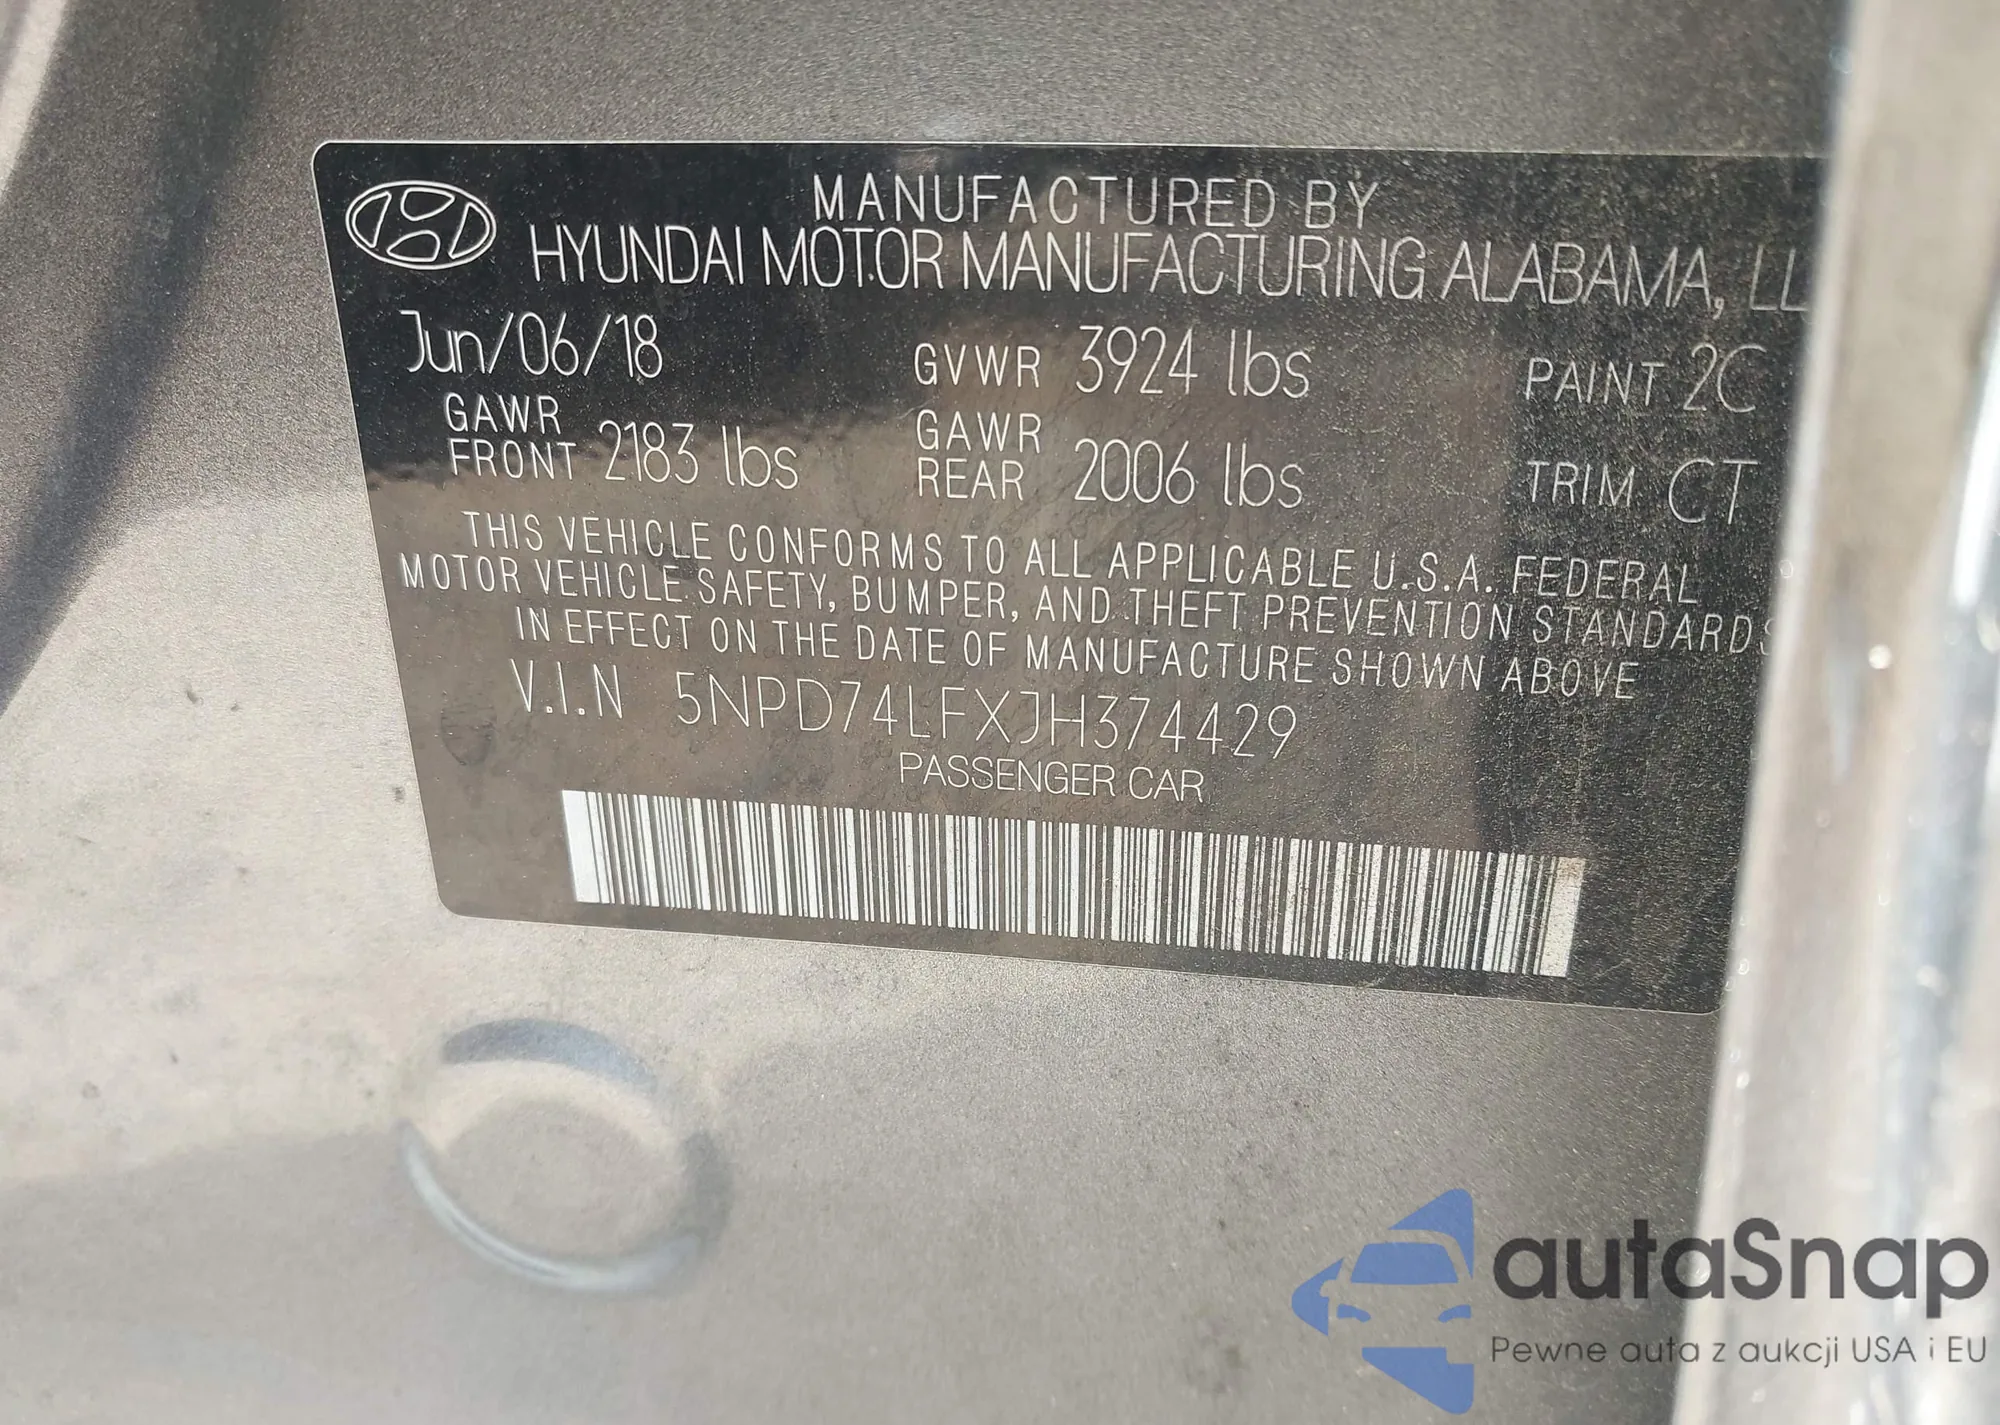 MANUFACTURED BY
HYUNDAI MOTOR MANUFACTURING ALABAMA, LL
Jun/06/18 GVWR 3924 lbs PAINT 2C
GAWR FRONT 2183 lbs GAWR REAR 2006 lbs TRIM CT
THIS VEHICLE CONFORMS TO ALL APPLICABLE U.S.A. FEDERAL
MOTOR VEHICLE SAFETY, BUMPER, AND THEFT PREVENTION STANDARDS
IN EFFECT ON THE DATE OF MANUFACTURE SHOWN ABOVE
V.I.N 5NPD74LFXJH374429
PASSENGER CAR
autaSnap
Pewne auta z aukcji USA i EU